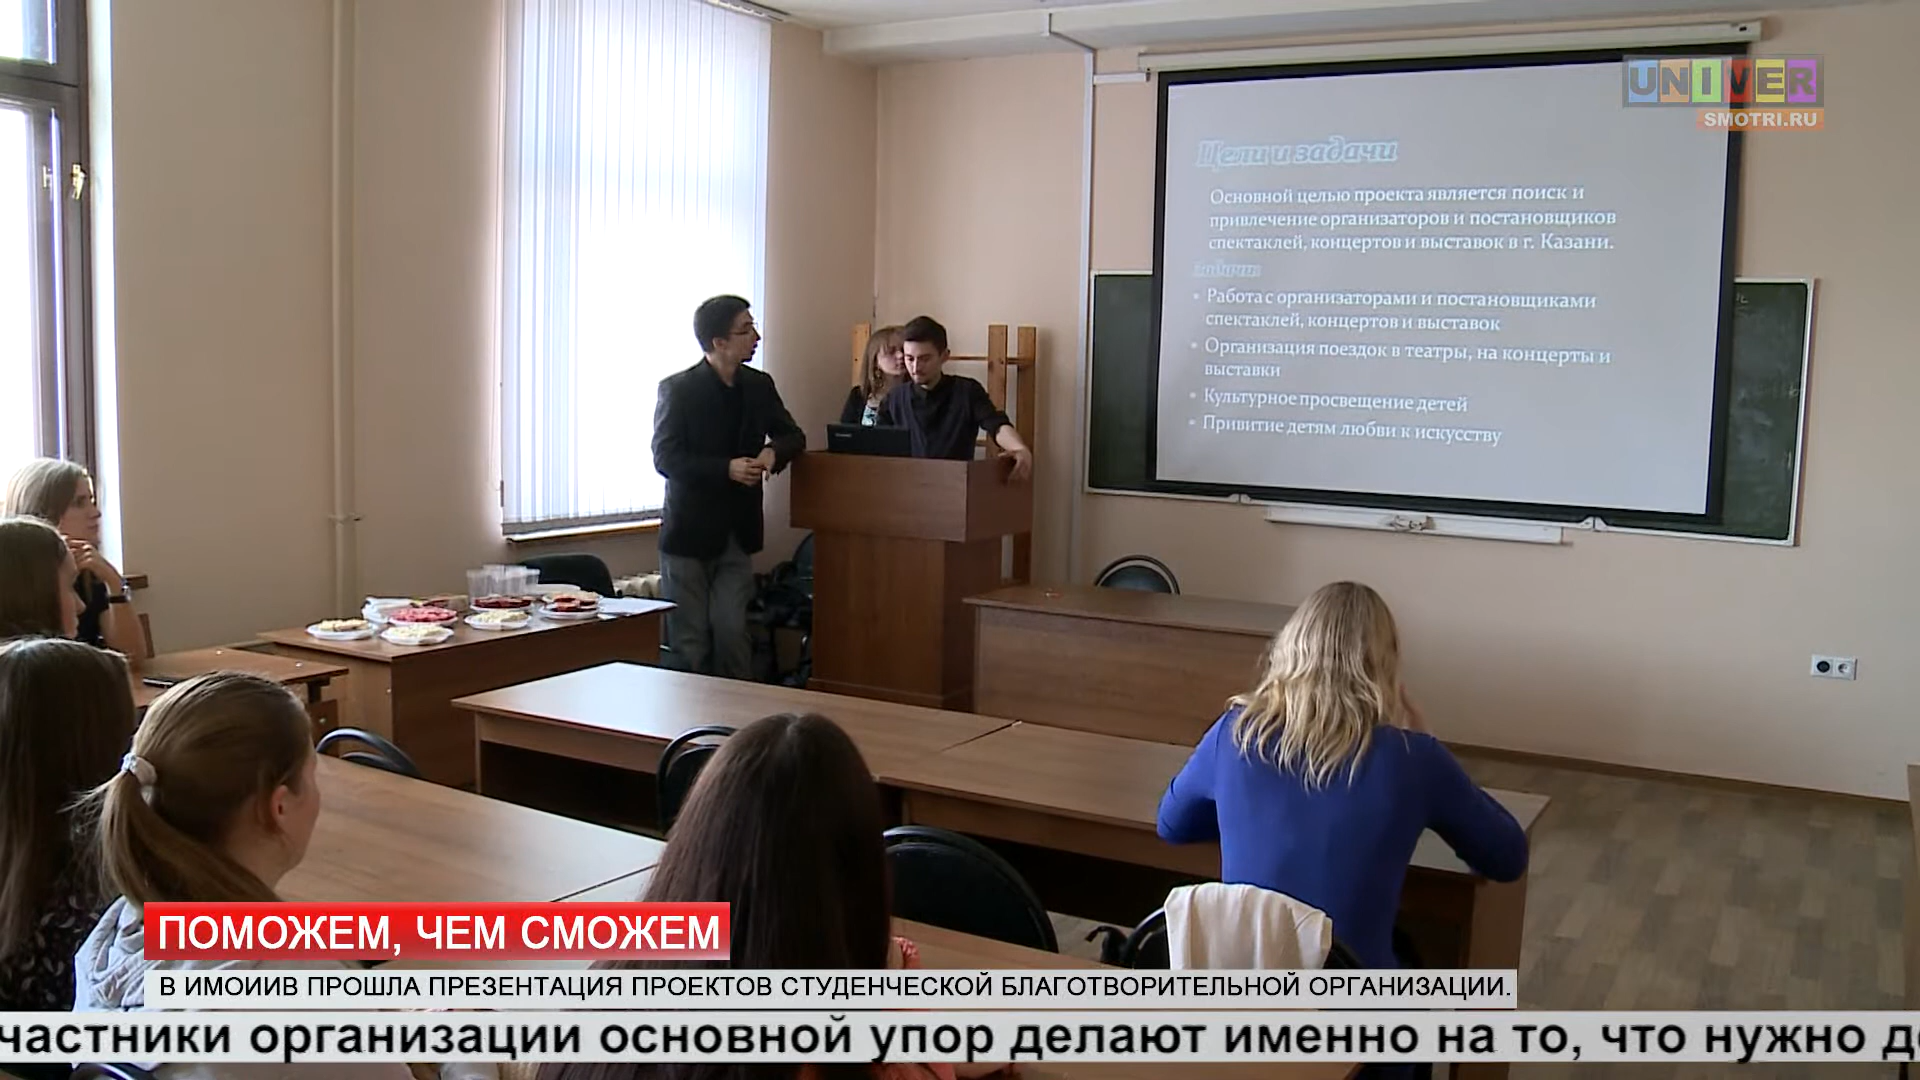 UNIVER
SMOTRI.RU
Цели и задачи
Основной целью проекта является поиск и
привлечение организаторов и постановщиков
спектаклей, концертов и выставок в г. Казани.
Задачи:
• Работа с организаторами и постановщиками
спектаклей, концертов и выставок
• Организация поездок в театры, на концерты и
выставки
• Культурное просвещение детей
• Привитие детям любви к искусству
ПОМОЖЕМ, ЧЕМ СМОЖЕМ
В ИМОИИВ ПРОШЛА ПРЕЗЕНТАЦИЯ ПРОЕКТОВ СТУДЕНЧЕСКОЙ БЛАГОТВОРИТЕЛЬНОЙ ОРГАНИЗАЦИИ.
частники организации основной упор делают именно на то, что нужно де